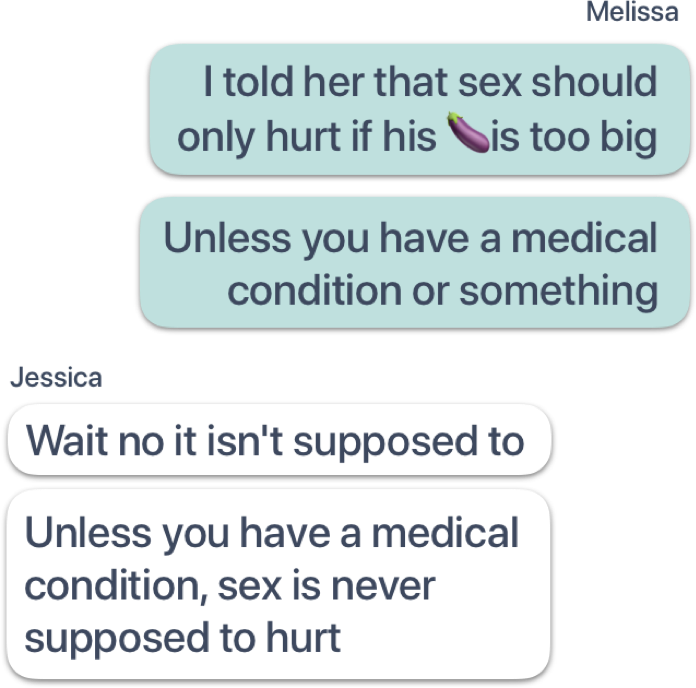 Melissa
I told her that sex should
only hurt if his 🍆is too big
Unless you have a medical
condition or something
Jessica
Wait no it isn't supposed to
Unless you have a medical
condition, sex is never
supposed to hurt